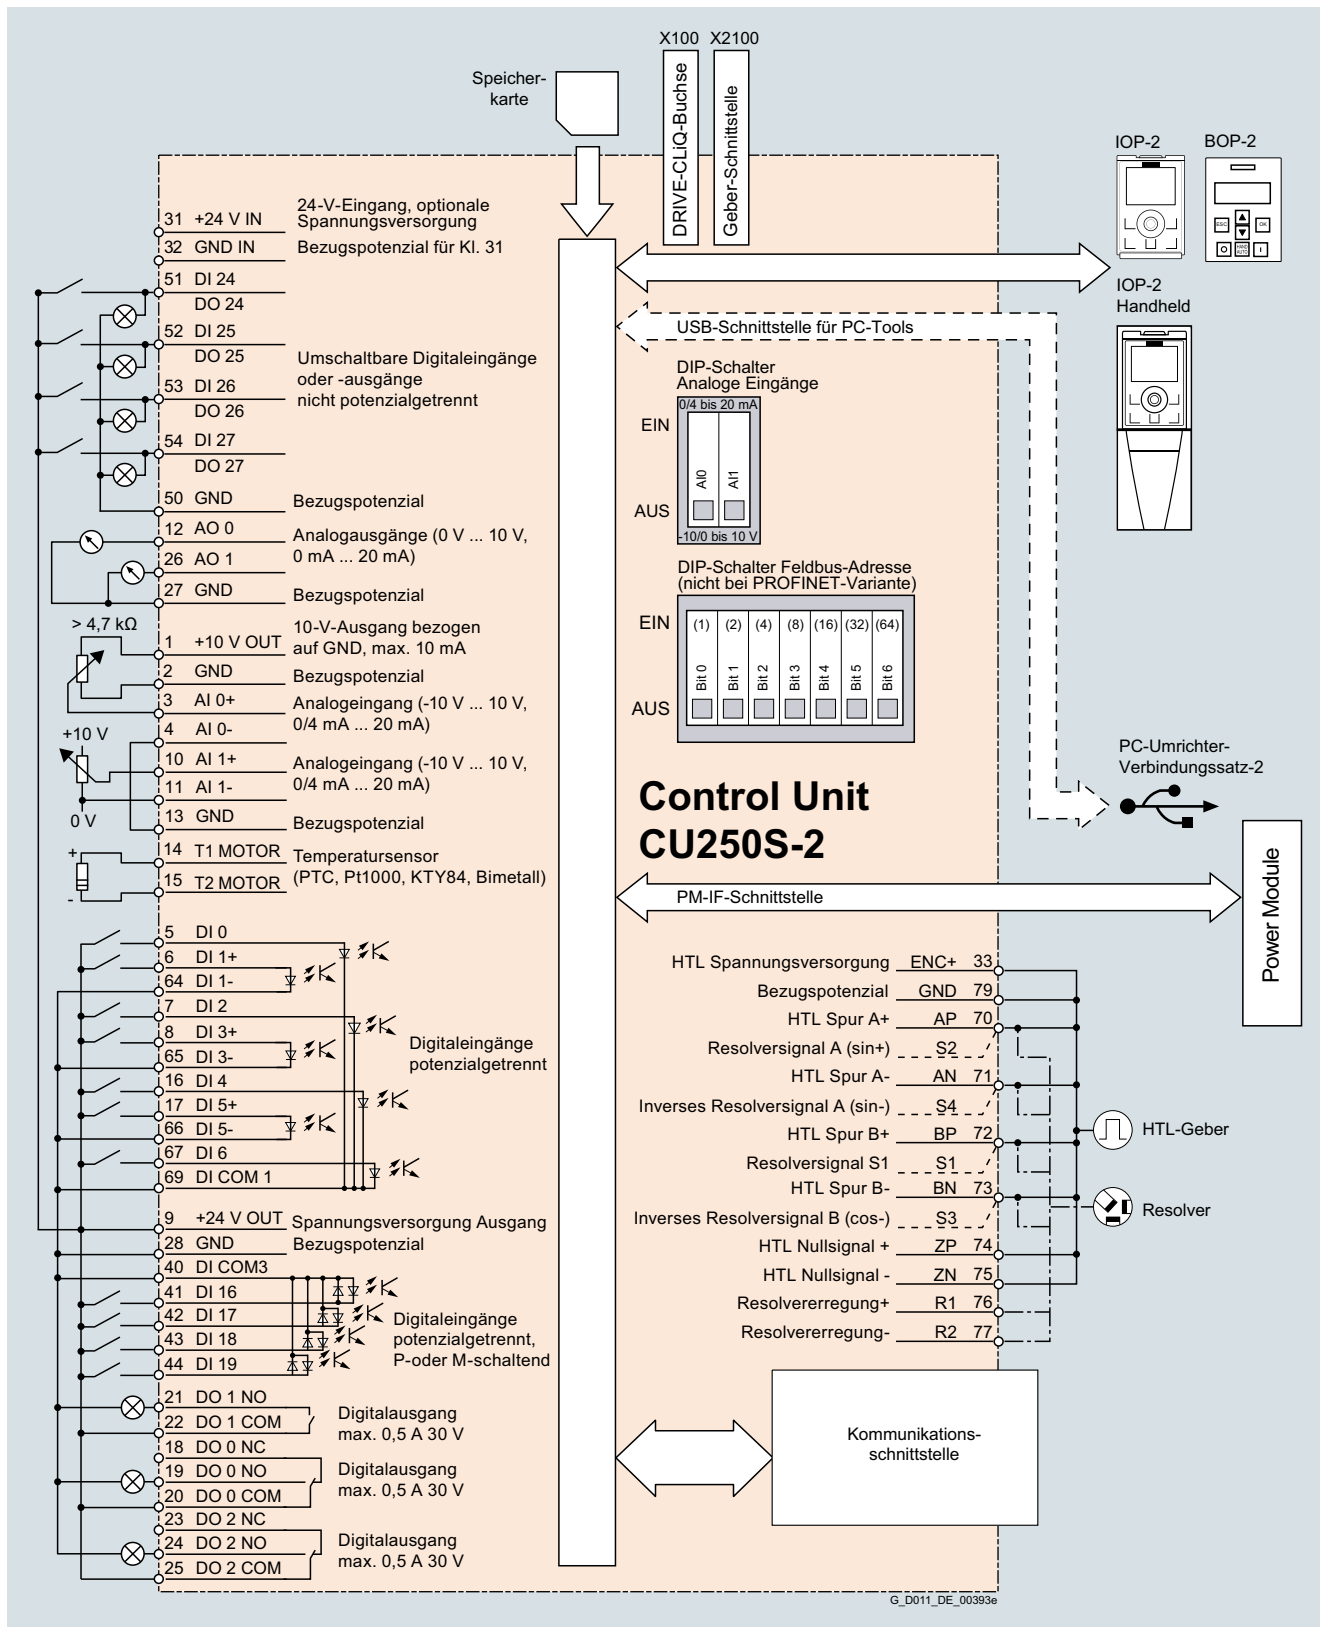 X100
X2100
Speicher-
karte
DRIVE-CLiQ-Buchse
Geber-Schnittstelle
IOP-2
BOP-2
ESC
OK
HAND
AUTO
IOP-2
Handheld
31 +24 V IN
24-V-Eingang, optionale
Spannungsversorgung
32 GND IN
Bezugspotenzial für Kl. 31
51 DI 24
DO 24
52 DI 25
DO 25
53 DI 26
DO 26
54 DI 27
DO 27
Umschaltbare Digitaleingänge
oder -ausgänge
nicht potenzialgetrennt
50 GND
Bezugspotenzial
12 AO 0
26 AO 1
Analogausgänge (0 V ... 10 V,
0 mA ... 20 mA)
27 GND
Bezugspotenzial
> 4,7 kΩ
1 +10 V OUT
10-V-Ausgang bezogen
auf GND, max. 10 mA
2 GND
Bezugspotenzial
3 AI 0+
4 AI 0-
Analogeingang (-10 V ... 10 V,
0/4 mA ... 20 mA)
+10 V
0 V
10 AI 1+
11 AI 1-
Analogeingang (-10 V ... 10 V,
0/4 mA ... 20 mA)
13 GND
Bezugspotenzial
+
-
14 T1 MOTOR
15 T2 MOTOR
Temperatursensor
(PTC, Pt1000, KTY84, Bimetall)
5 DI 0
6 DI 1+
64 DI 1-
7 DI 2
8 DI 3+
65 DI 3-
16 DI 4
17 DI 5+
66 DI 5-
67 DI 6
69 DI COM 1
Digitaleingänge
potenzialgetrennt
9 +24 V OUT
Spannungsversorgung Ausgang
28 GND
Bezugspotenzial
40 DI COM3
41 DI 16
42 DI 17
43 DI 18
44 DI 19
Digitaleingänge
potenzialgetrennt,
P-oder M-schaltend
21 DO 1 NO
22 DO 1 COM
Digitalausgang
max. 0,5 A 30 V
18 DO 0 NC
19 DO 0 NO
20 DO 0 COM
Digitalausgang
max. 0,5 A 30 V
23 DO 2 NC
24 DO 2 NO
25 DO 2 COM
Digitalausgang
max. 0,5 A 30 V
USB-Schnittstelle für PC-Tools
DIP-Schalter
Analoge Eingänge
0/4 bis 20 mA
EIN
AI0
AI1
AUS
-10/0 bis 10 V
DIP-Schalter Feldbus-Adresse
(nicht bei PROFINET-Variante)
EIN
(1) (2) (4) (8) (16) (32) (64)
Bit 0 Bit 1 Bit 2 Bit 3 Bit 4 Bit 5 Bit 6
AUS
Control Unit
CU250S-2
PC-Umrichter-
Verbindungssatz-2
PM-IF-Schnittstelle
Power Module
HTL Spannungsversorgung ENC+ 33
Bezugspotenzial GND 79
HTL Spur A+ AP 70
Resolversignal A (sin+) S2
HTL Spur A- AN 71
Inverses Resolversignal A (sin-) S4
HTL Spur B+ BP 72
Resolversignal S1 S1
HTL Spur B- BN 73
Inverses Resolversignal B (cos-) S3
HTL Nullsignal + ZP 74
HTL Nullsignal - ZN 75
Resolvererregung+ R1 76
Resolvererregung- R2 77
HTL-Geber
Resolver
Kommunikations-
schnittstelle
G_D011_DE_00393e